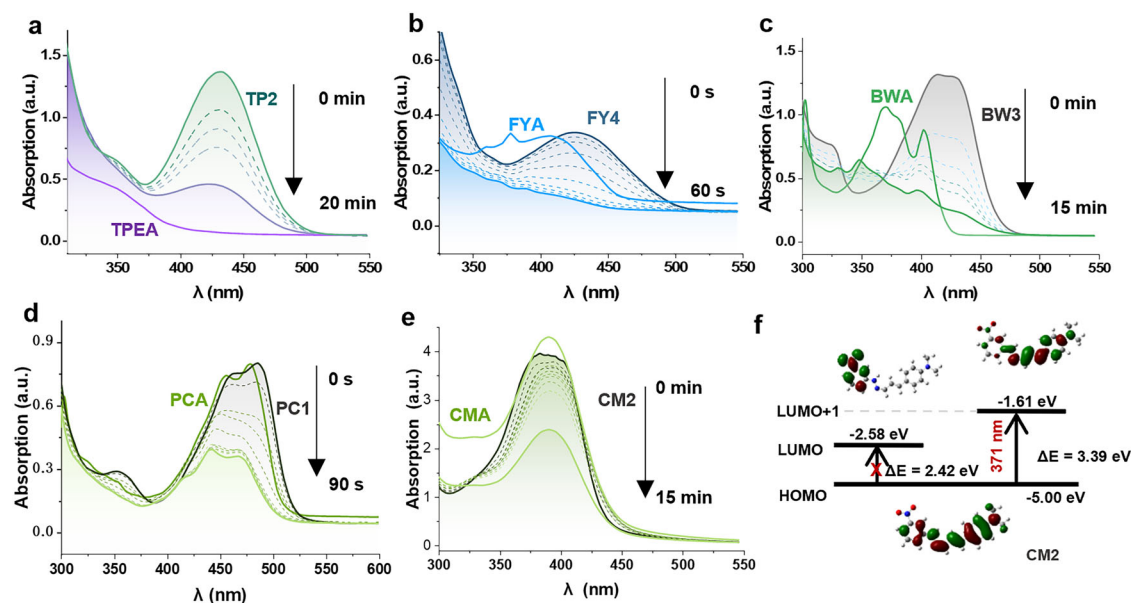 a
Absorption (a.u.)
1.5
1.0
0.5
0.0
TP2
TPEA
0 min
20 min
350 400 450 500 550
λ (nm)
b
Absorption (a.u.)
0.6
0.4
0.2
0.0
FYA
FY4
0 s
60 s
350 400 450 500 550
λ (nm)
c
Absorption (a.u.)
1.5
1.0
0.5
0.0
BWA
BW3
0 min
15 min
300 350 400 450 500 550
λ (nm)
d
Absorption (a.u.)
0.9
0.6
0.3
0.0
PCA
PC1
0 s
90 s
300 350 400 450 500 550 600
λ (nm)
e
Absorption (a.u.)
4
3
2
1
0
CMA
CM2
0 min
15 min
300 350 400 450 500 550
λ (nm)
f
LUMO+1
-1.61 eV
LUMO
-2.58 eV
371 nm
X
ΔE = 2.42 eV
ΔE = 3.39 eV
HOMO
-5.00 eV
CM2